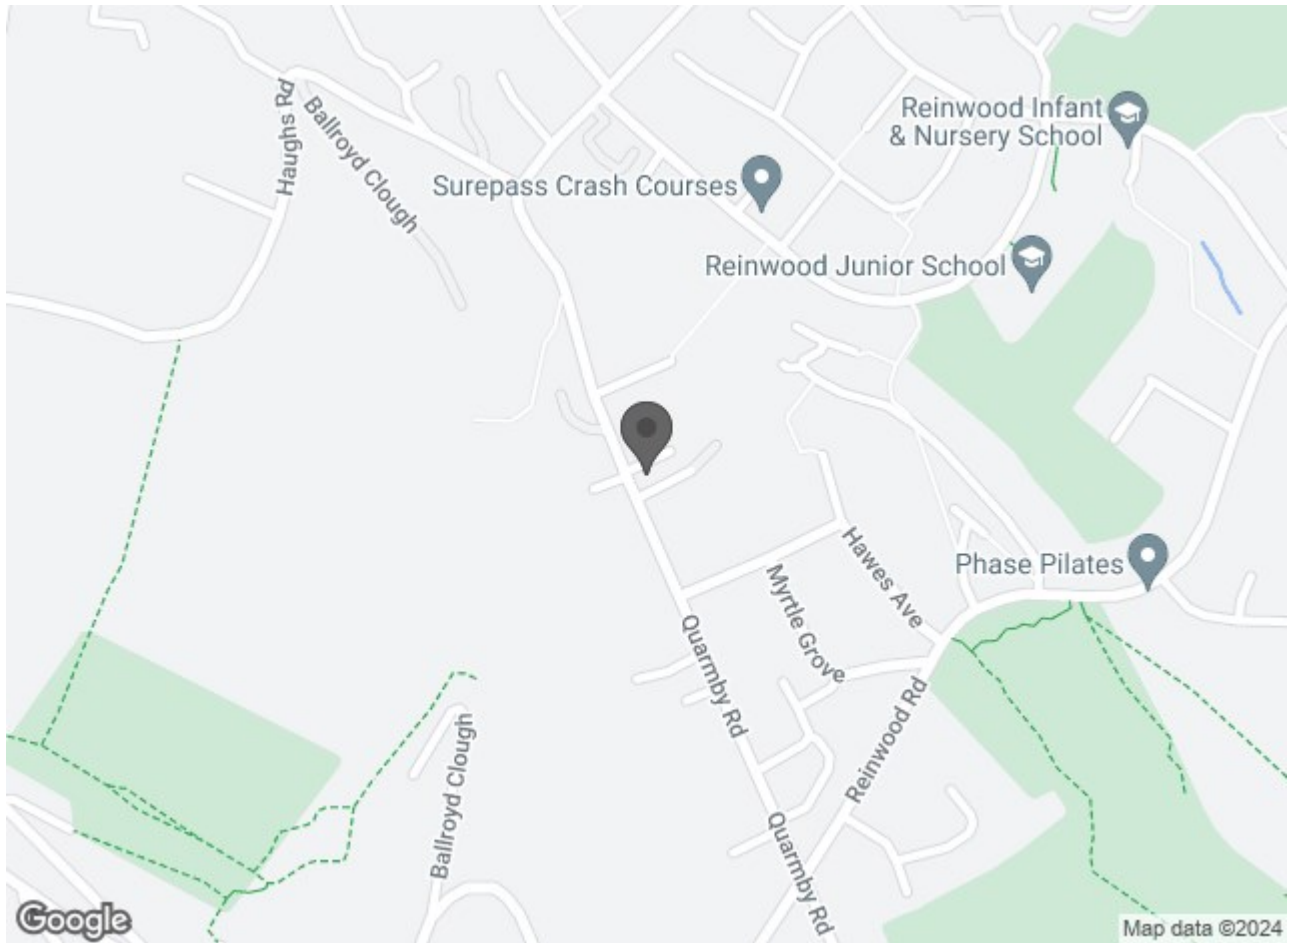 Reinwood Infant
& Nursery School
Haughs Rd
Ballroyd Clough
Surepass Crash Courses
Reinwood Junior School
Hawes Ave
Phase Pilates
Myrtle Grove
Quarmby Rd
Reinwood Rd
Ballroyd Clough
Quarmby Rd
Google
Map data ©2024